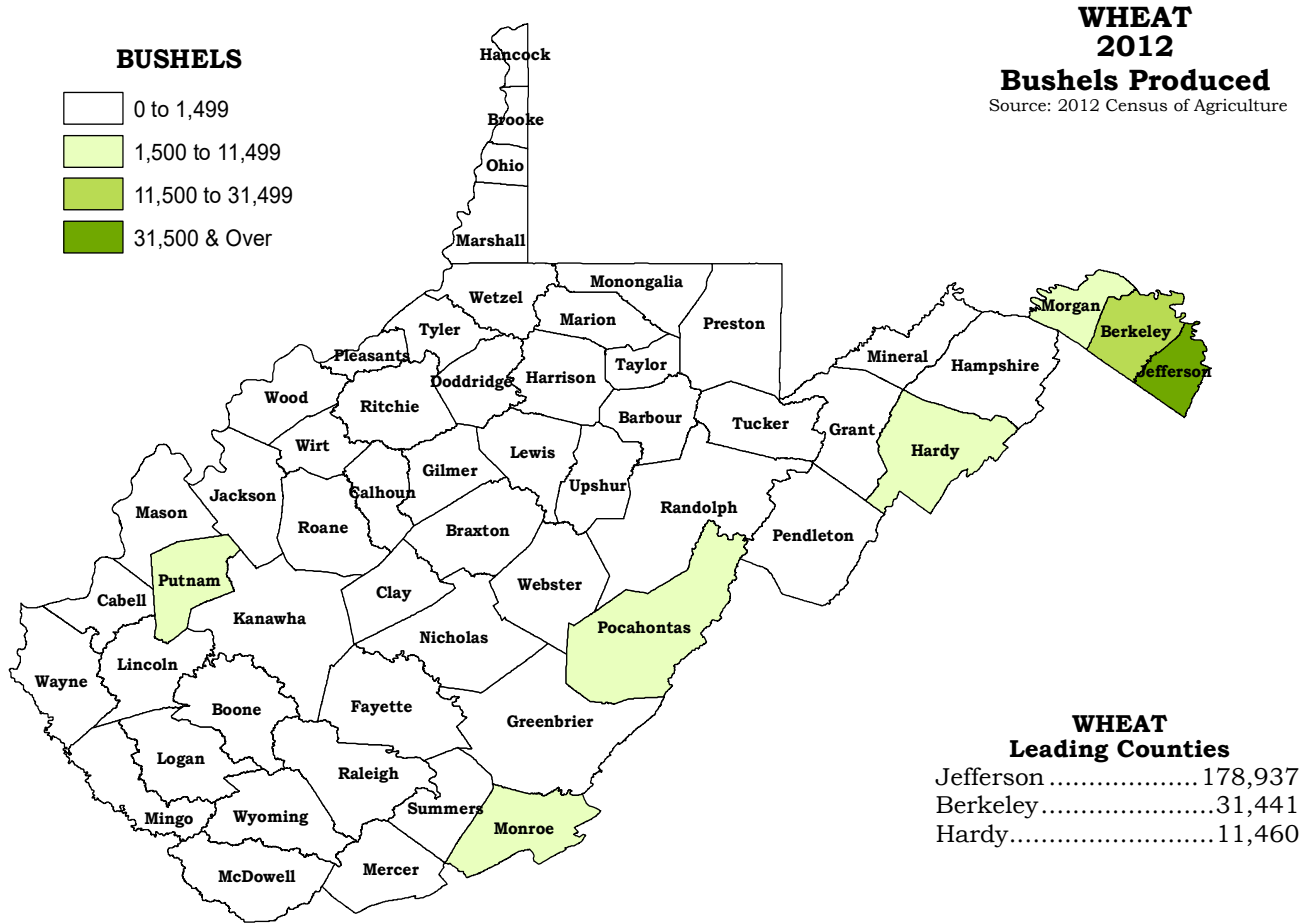 WHEAT
2012
Bushels Produced
Source: 2012 Census of Agriculture
BUSHELS
0 to 1,499
1,500 to 11,499
11,500 to 31,499
31,500 & Over
Hancock
Brooke
Ohio
Marshall
Wetzel
Monongalia
Marion
Preston
Tyler
Pleasants
Doddridge
Harrison
Taylor
Mineral
Hampshire
Morgan
Berkeley
Jefferson
Wood
Ritchie
Barbour
Tucker
Grant
Hardy
Wirt
Lewis
Gilmer
Upshur
Calhoun
Jackson
Mason
Roane
Braxton
Randolph
Pendleton
Putnam
Cabell
Kanawha
Clay
Webster
Nicholas
Pocahontas
Wayne
Lincoln
Boone
Fayette
Greenbrier
Logan
Raleigh
Summers
Monroe
Mingo
Wyoming
McDowell
Mercer
WHEAT
Leading Counties
Jefferson....................178,937
Berkeley.......................31,441
Hardy...........................11,460